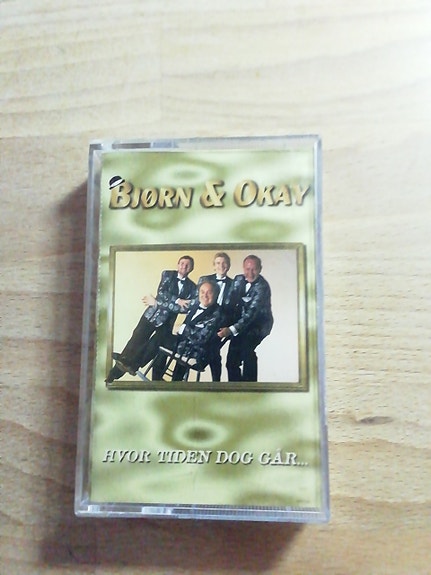 BJØRN & OKAY
HVOR TIDEN DOG GÅR...